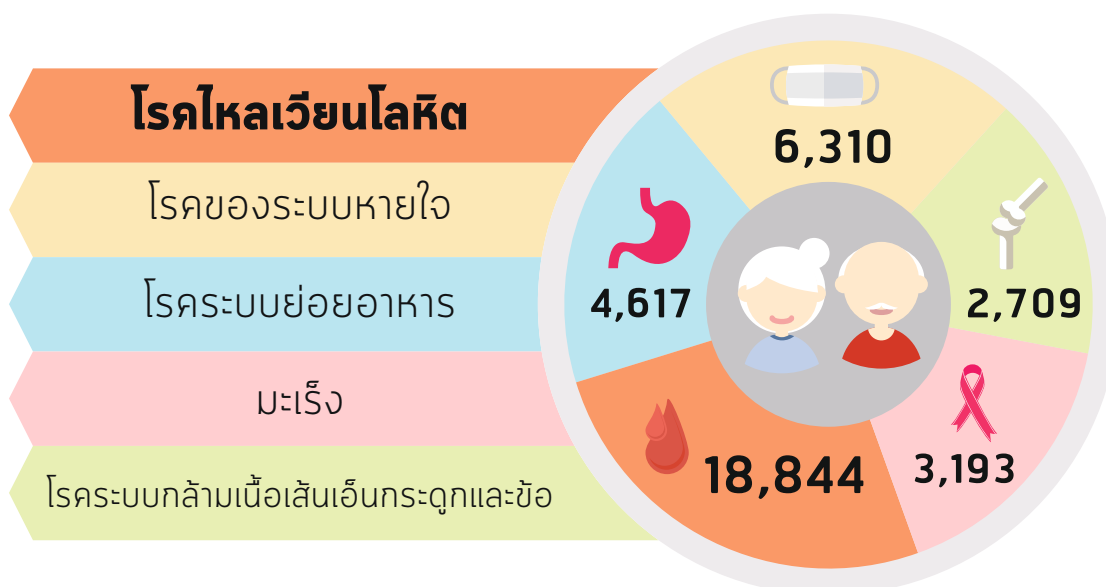 โรคไหลเวียนโลหิต
โรคของระบบหายใจ
โรคระบบย่อยอาหาร
มะเร็ง
โรคระบบกล้ามเนื้อเส้นเอ็นกระดูกและข้อ
6,310
4,617
2,709
18,844
3,193